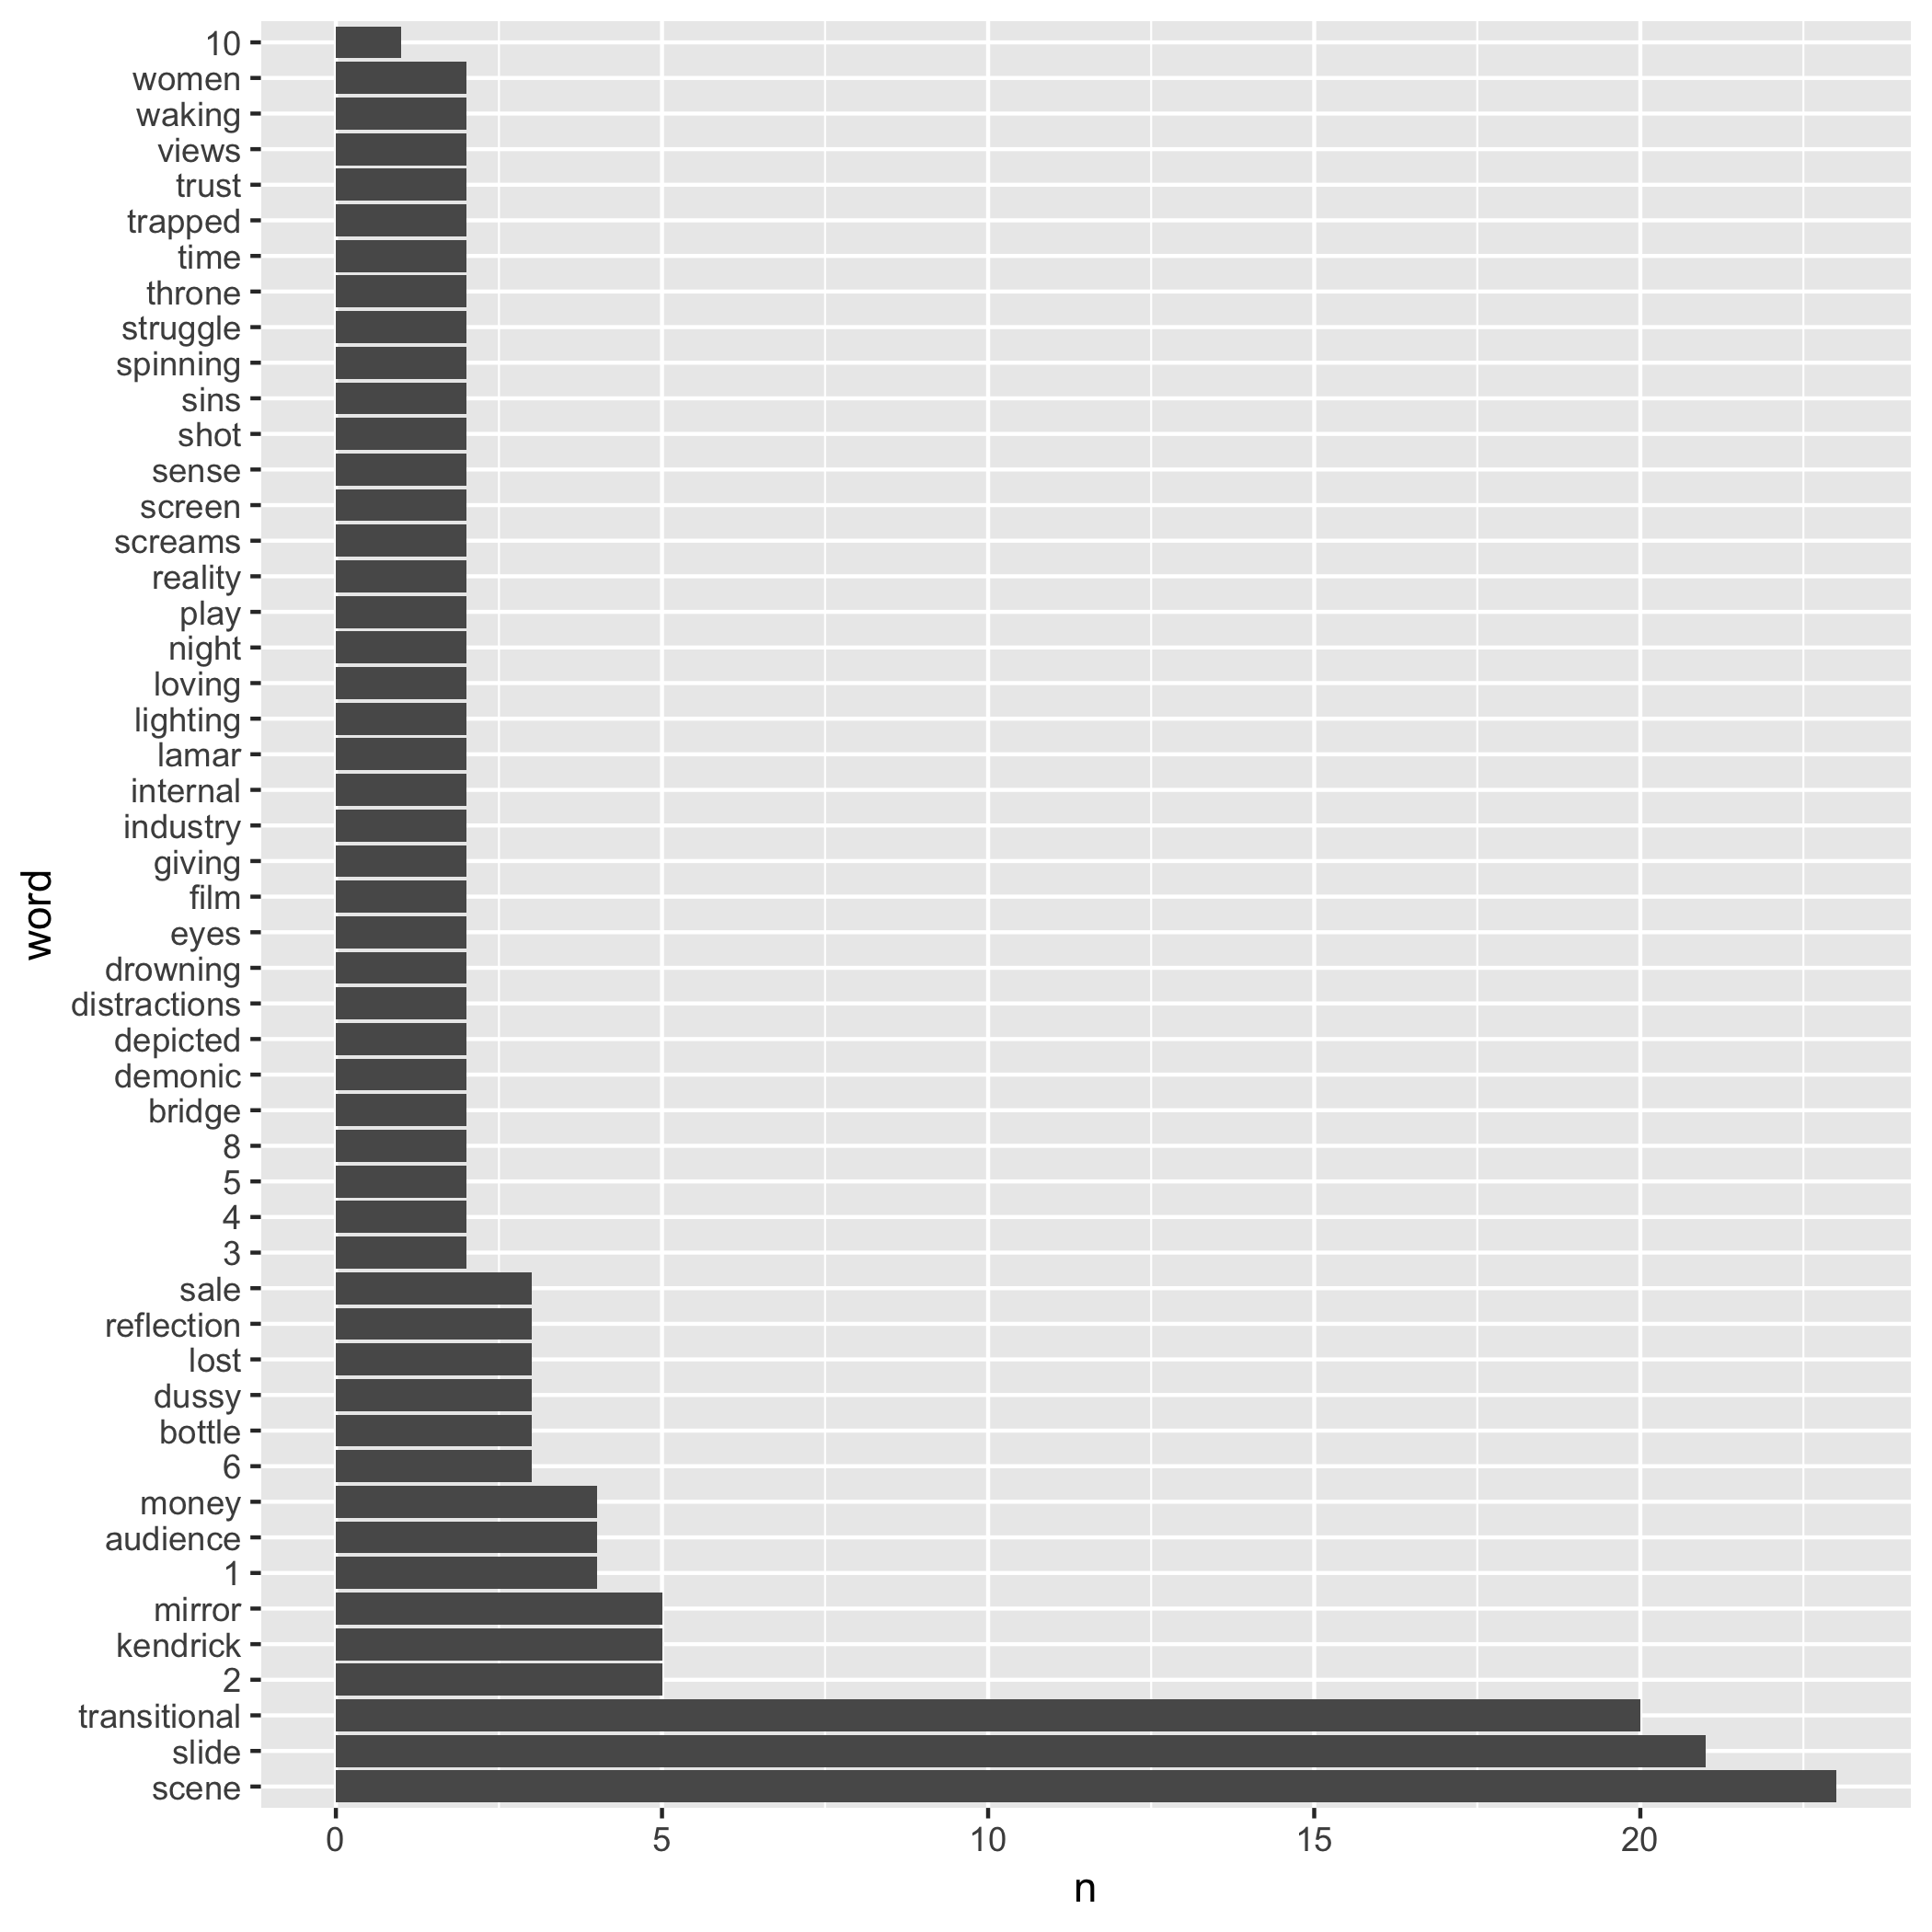 10
women
waking
views
trust
trapped
time
throne
struggle
spinning
sins
shot
sense
screen
screams
reality
play
night
loving
lighting
lamar
internal
industry
giving
film
eyes
drowning
distractions
depicted
demonic
bridge
8
5
4
3
sale
reflection
lost
dussy
bottle
6
money
audience
1
mirror
kendrick
2
transitional
slide
scene
word
0 5 10 15 20
n